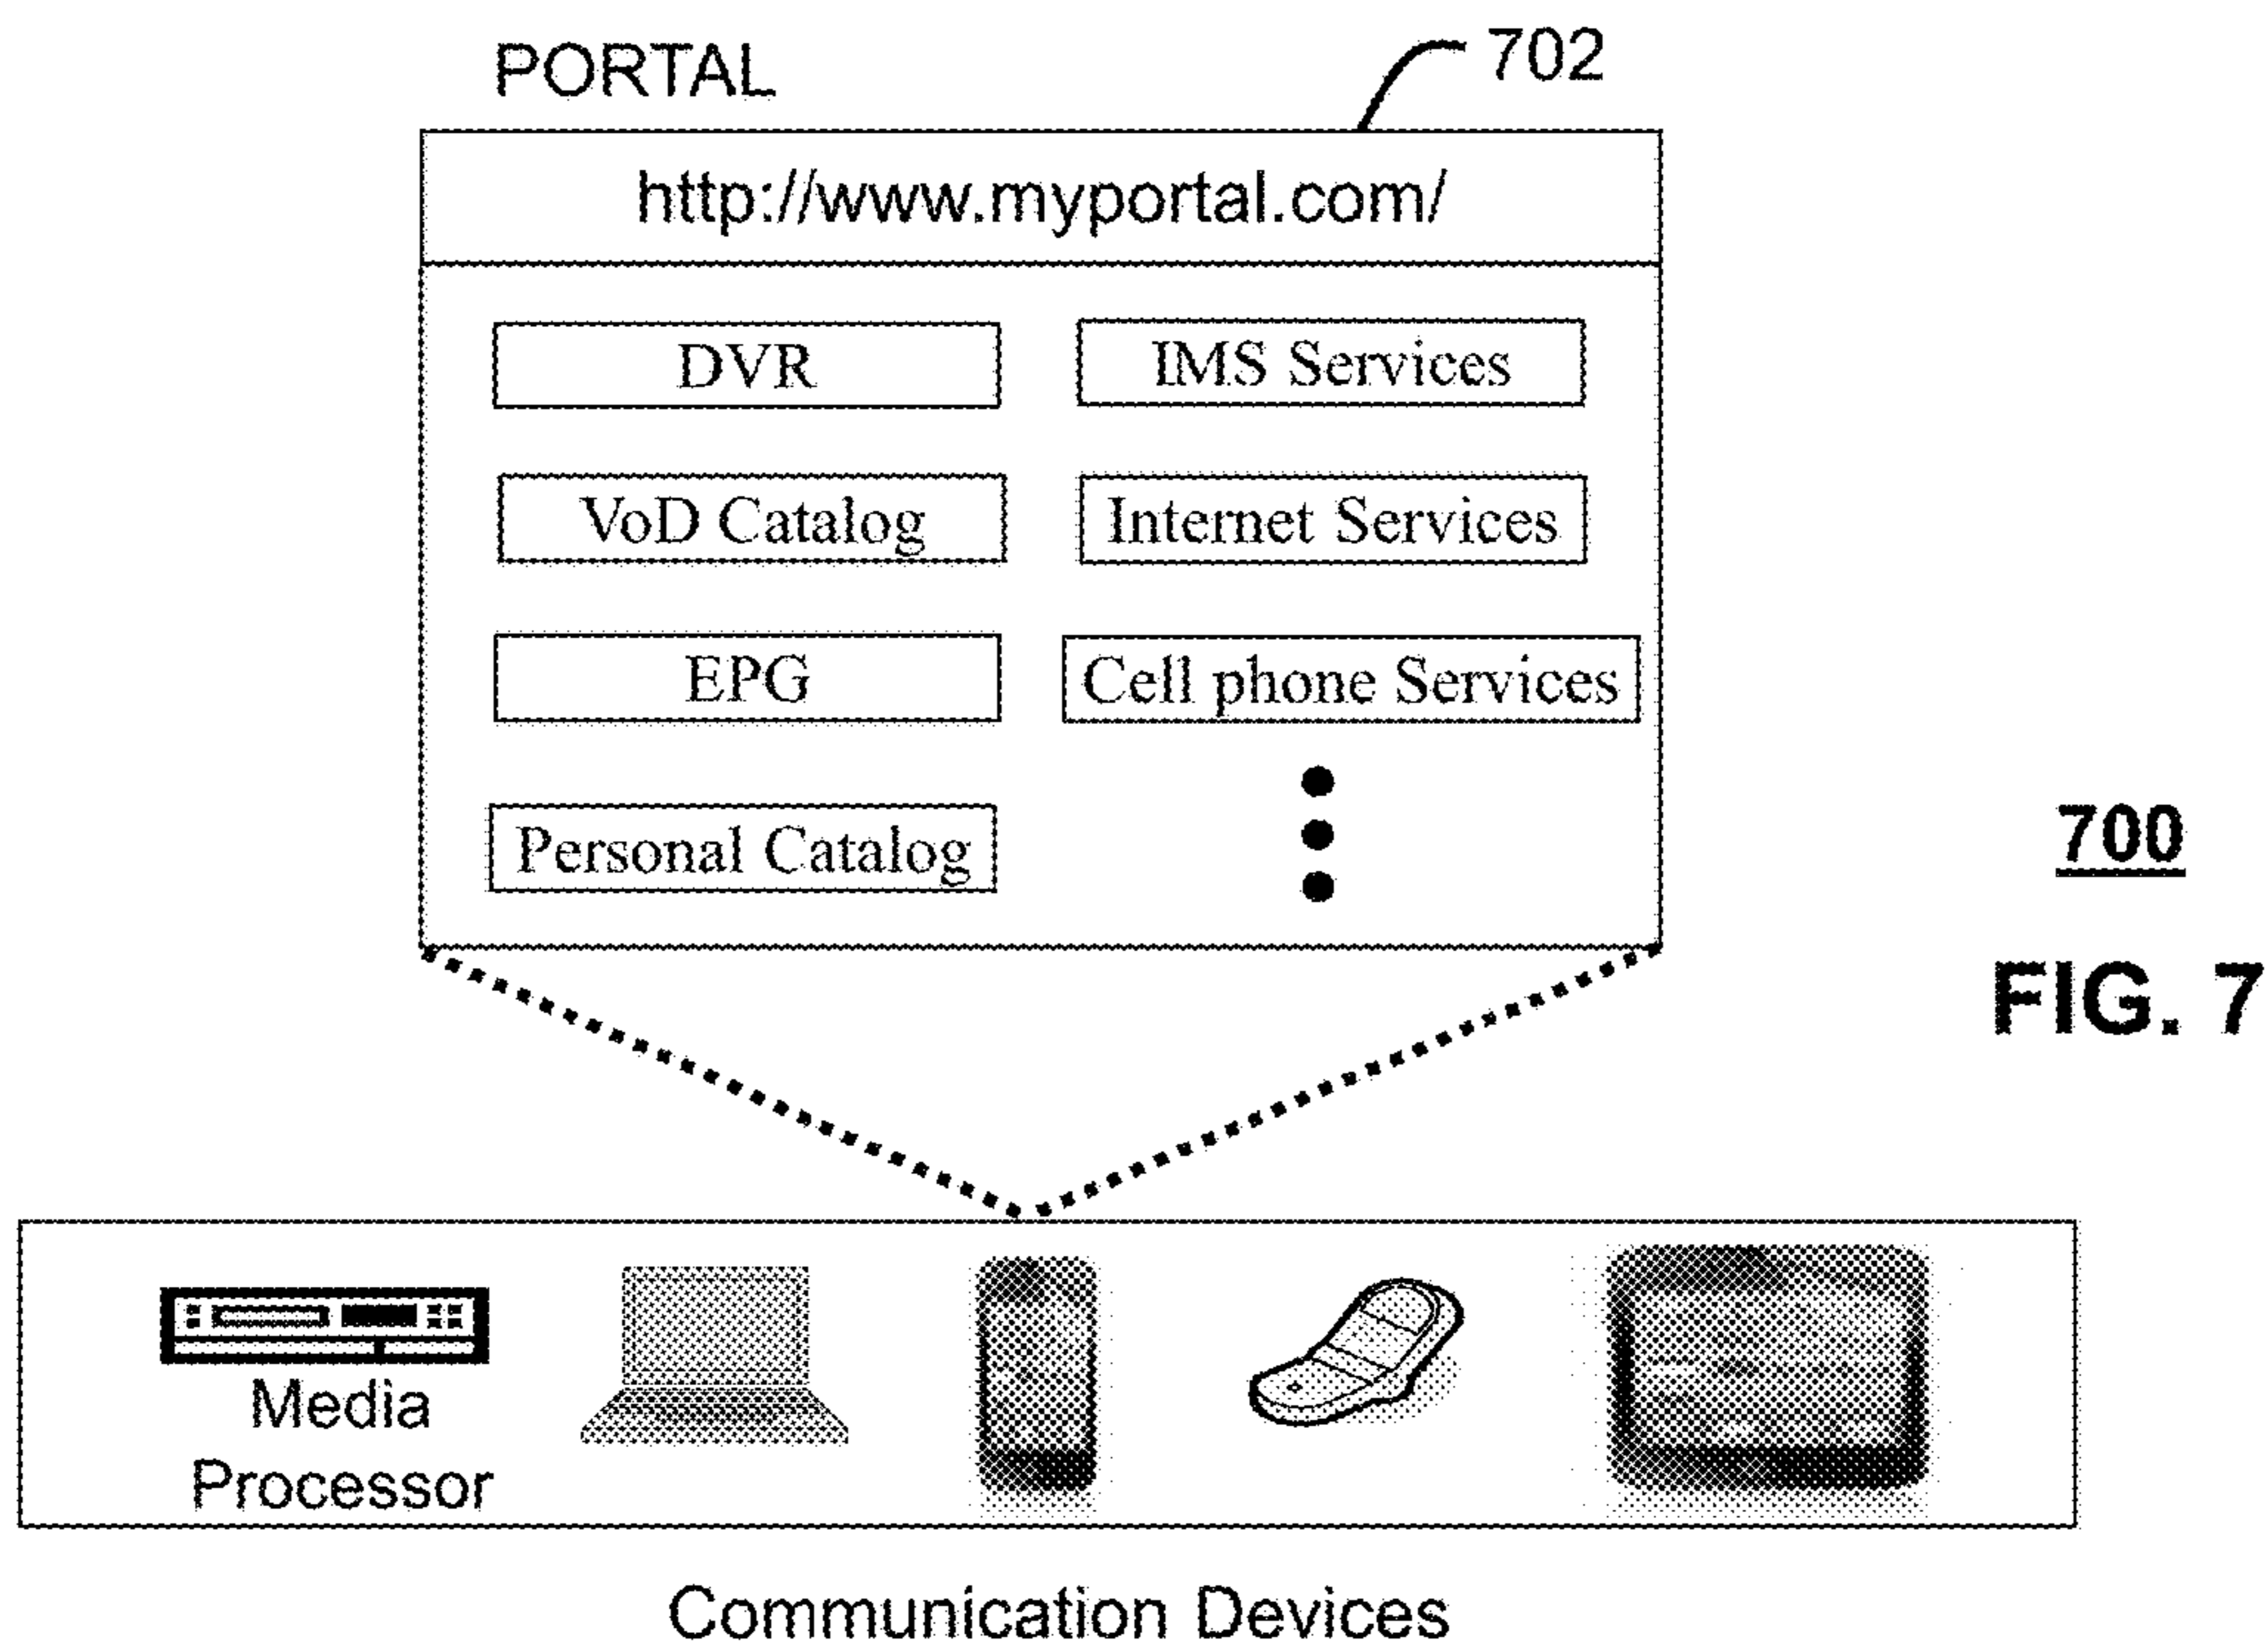 PORTAL
702
http://www.myportal.com/
DVR
IMS Services
VoD Catalog
Internet Services
EPG
Cell phone Services
Personal Catalog
700
FIG. 7
Media
Processor
Communication Devices